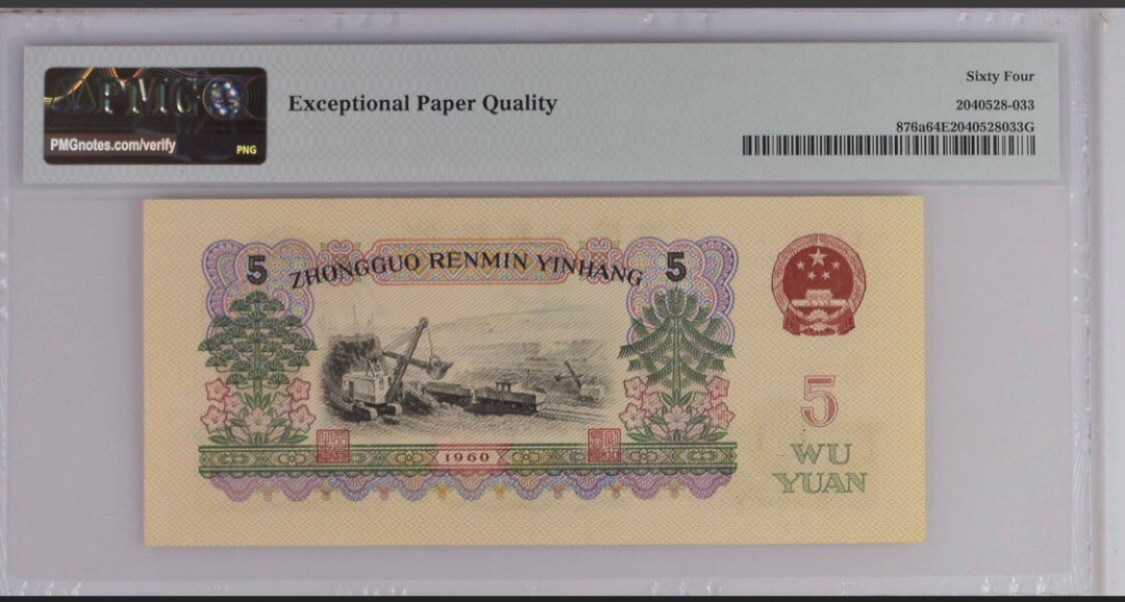 PMG
PMGnotes.com/verify
PNG
Exceptional Paper Quality
Sixty Four
2040528-033
876a64E2040528033G
5
ZHONGGUO RENMIN YINHANG
5
1960
5
WU
YUAN